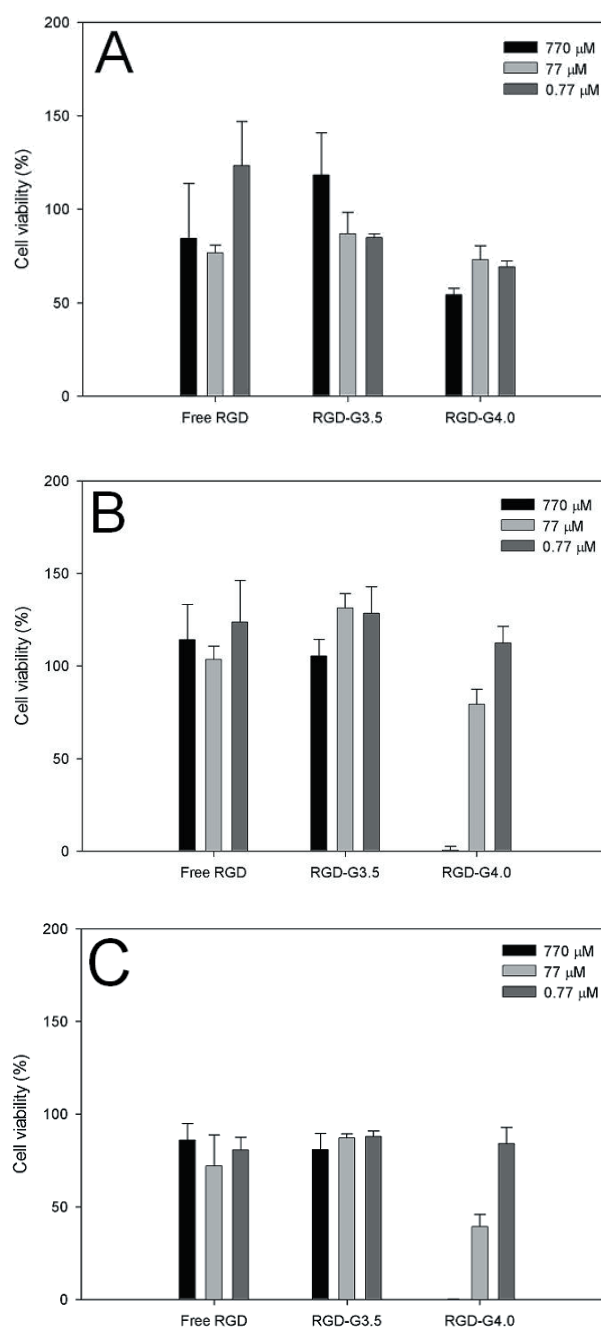 A
200
150
100
50
0
Cell viability (%)
770 μM
77 μM
0.77 μM
Free RGD
RGD-G3.5
RGD-G4.0
B
200
150
100
50
0
Cell viability (%)
770 μM
77 μM
0.77 μM
Free RGD
RGD-G3.5
RGD-G4.0
C
200
150
100
50
0
Cell viability (%)
770 μM
77 μM
0.77 μM
Free RGD
RGD-G3.5
RGD-G4.0